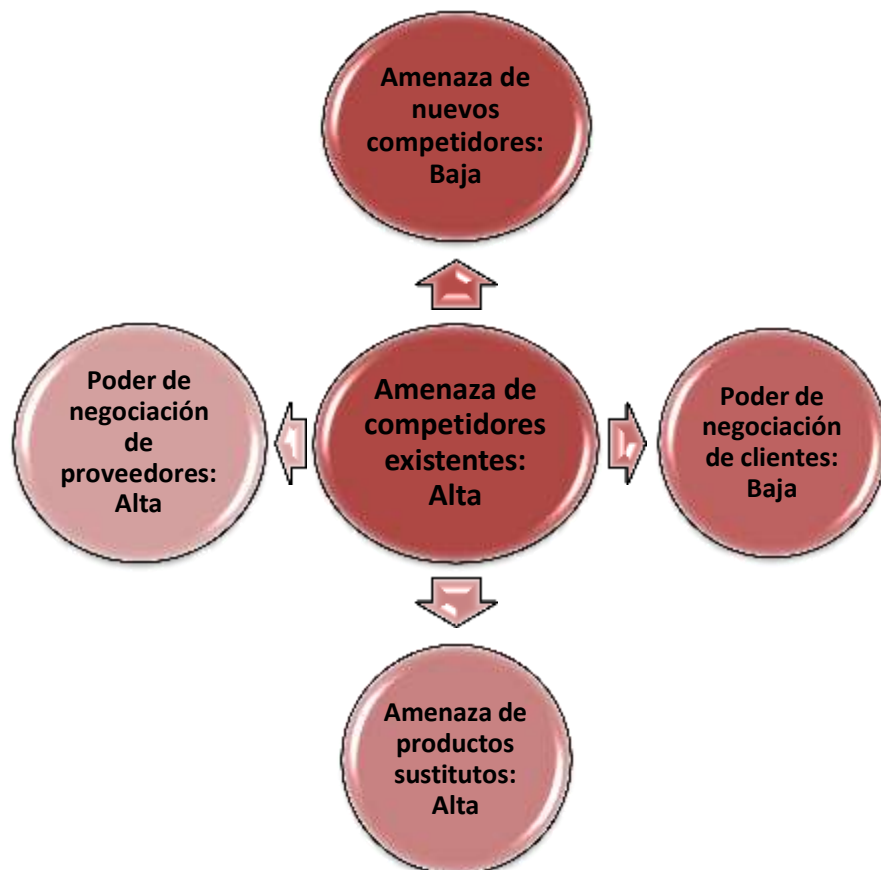 Amenaza de
nuevos
competidores:
Baja
Poder de
negociación
de
proveedores:
Alta
Amenaza de
competidores
existentes:
Alta
Poder de
negociación
de clientes:
Baja
Amenaza de
productos
sustitutos:
Alta